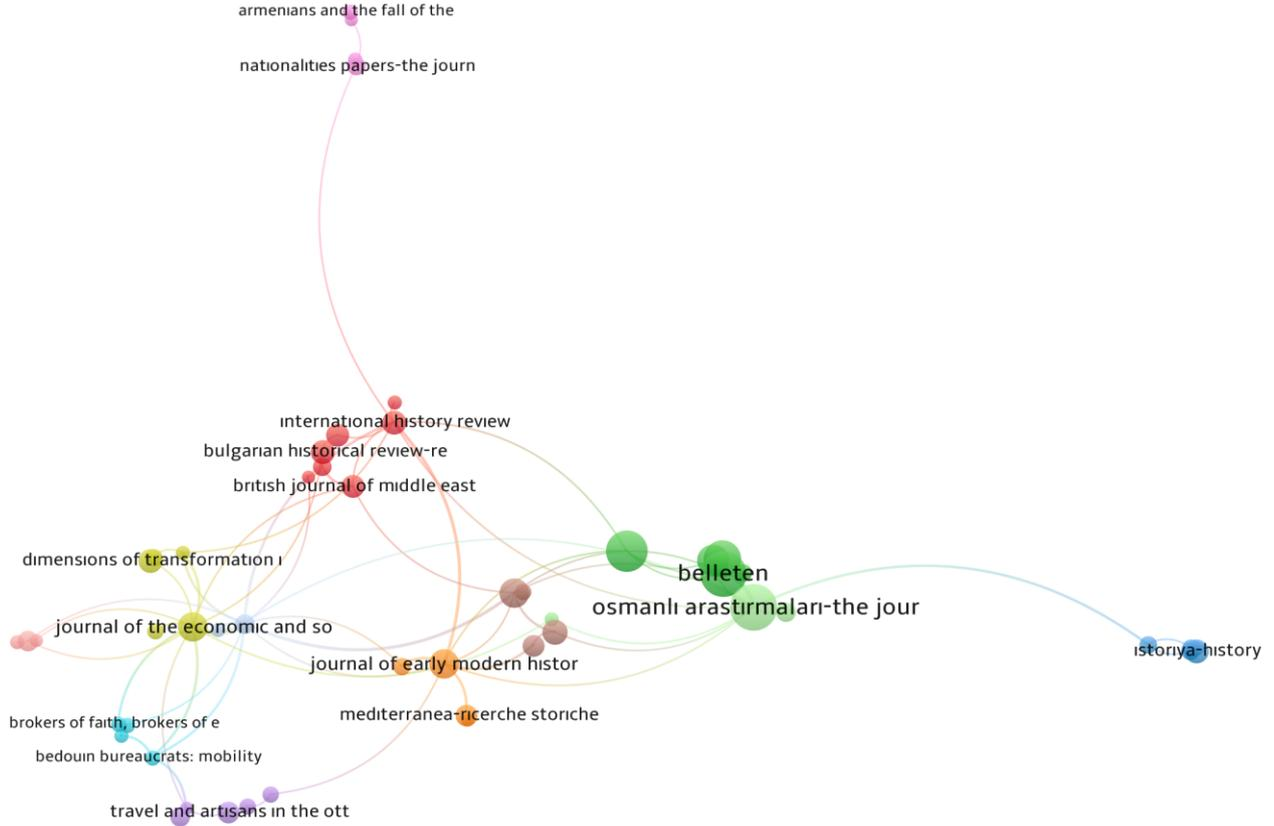 armenıans and the fall of the
natıonalıtıes papers-the journ
ınternatıonal hıstory revıew
bulgarıan hıstorıcal revıew-re
brıtısh journal of mıddle east
dımensıons of transformatıon ı
belleten
osmanlı arastırmaları-the jour
journal of the economıc and so
ıstorıya-hıstory
journal of early modern hıstor
medıterranea-rıcerche storıche
brokers of faıth, brokers of e
bedouın bureaucrats: mobılıty
travel and artısans ın the ott